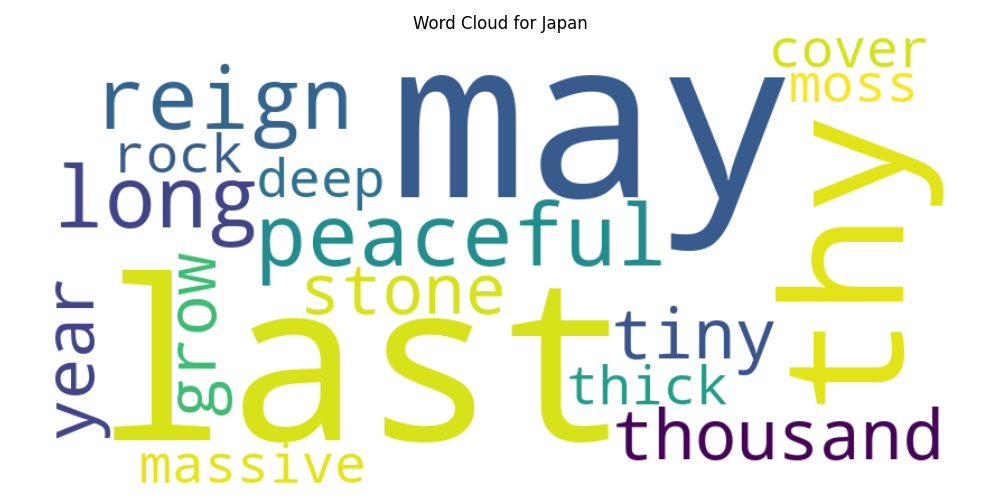 Word Cloud for Japan
cover
moss
may
reign
rock
long
deep
thy
peaceful
stone
grow
year
last
tiny
thick
thousand
massive